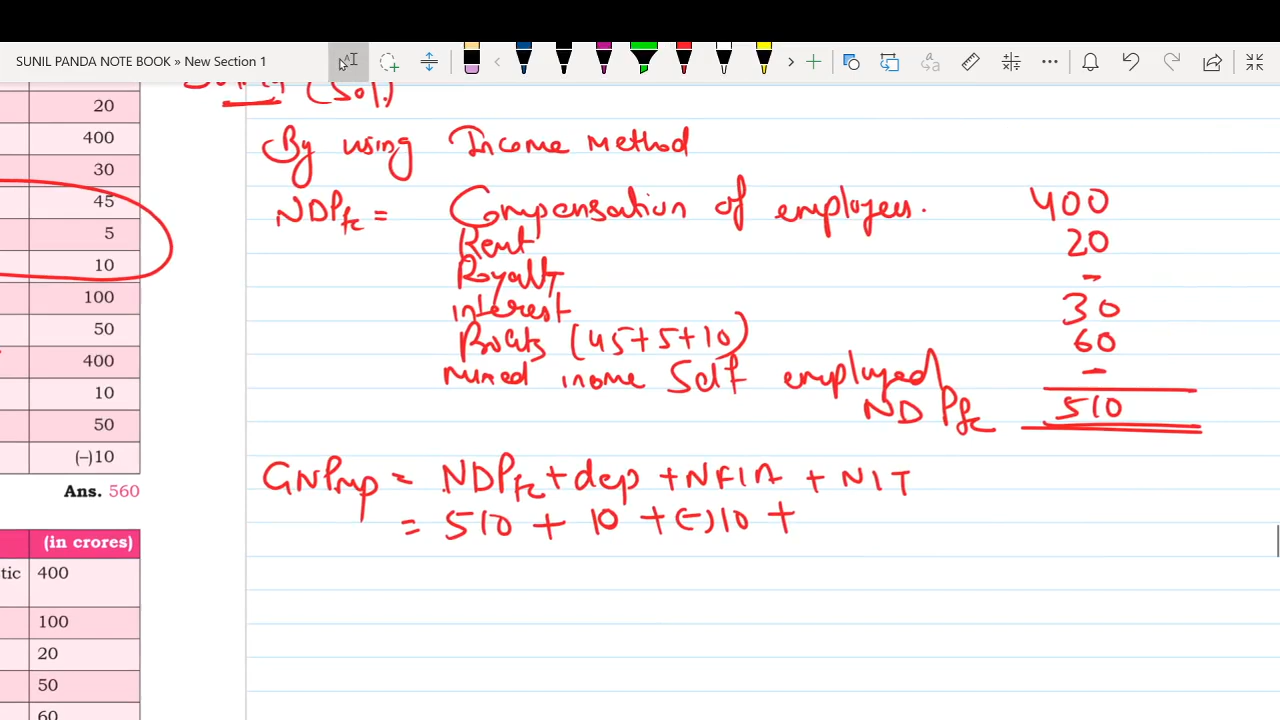 SUNIL PANDA NOTE BOOK » New Section 1
20
400
30
45
5
10
100
50
400
10
50
(–)10
Ans. 560
(in crores)
tic 400
100
20
50
60
(Sol.)
By using Income Method
NDPfc = Compensation of employees. 400
Rent 20
Royalty -
interest 30
Profits (45+5+10) 60
mixed income Self employed -
NDPfc 510
GNPmp = NDPfc + dep + NFIA + NIT
= 510 + 10 + (-)10 +